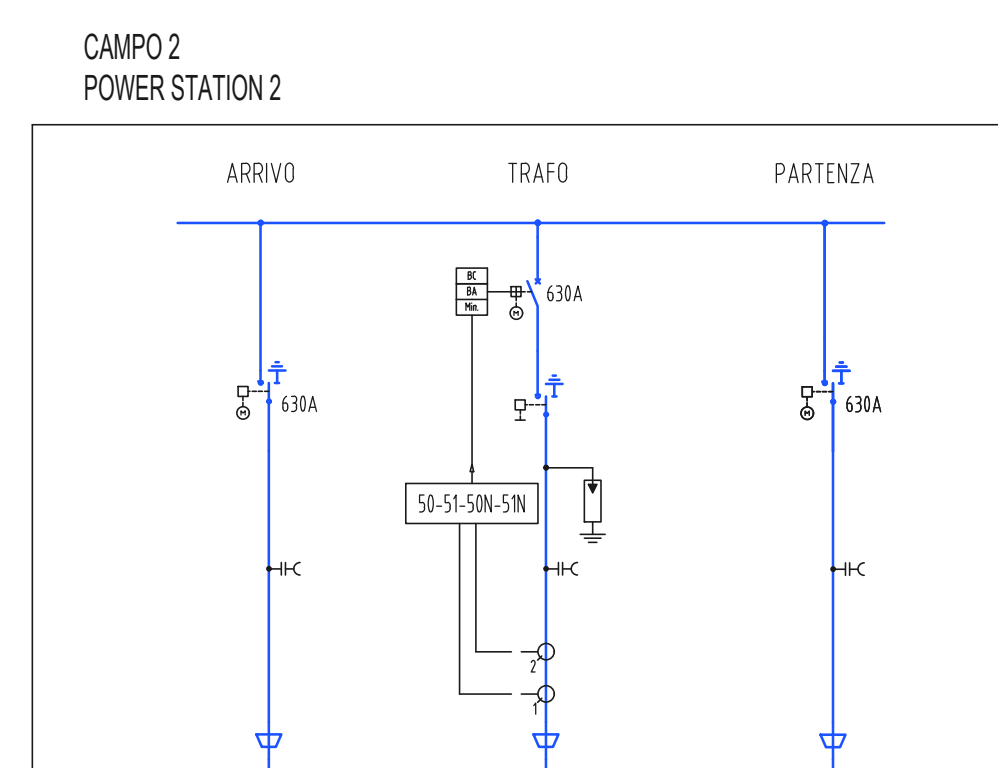 CAMPO 2
POWER STATION 2
ARRIVO
TRAFO
PARTENZA
BC
BA
Min.
M
630A
M
630A
M
630A
50-51-50N-51N
2
1